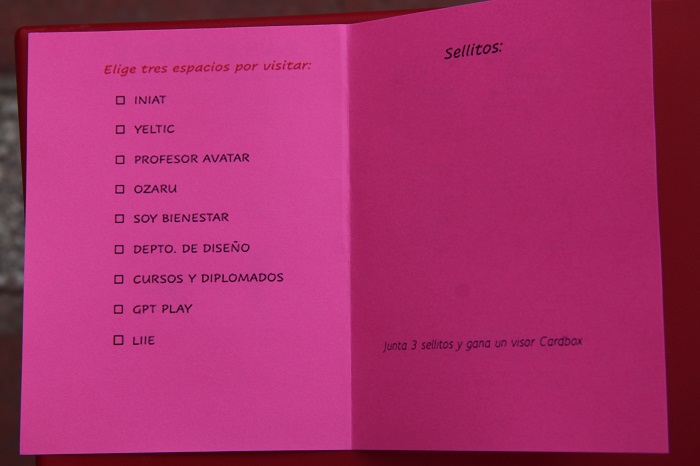 Elige tres espacios por visitar:
☐ INIAT
☐ YELTIC
☐ PROFESOR AVATAR
☐ OZARU
☐ SOY BIENESTAR
☐ DEPTO. DE DISEÑO
☐ CURSOS Y DIPLOMADOS
☐ GPT PLAY
☐ LIIE
Sellitos:
Junta 3 sellitos y gana un visor Cardbox